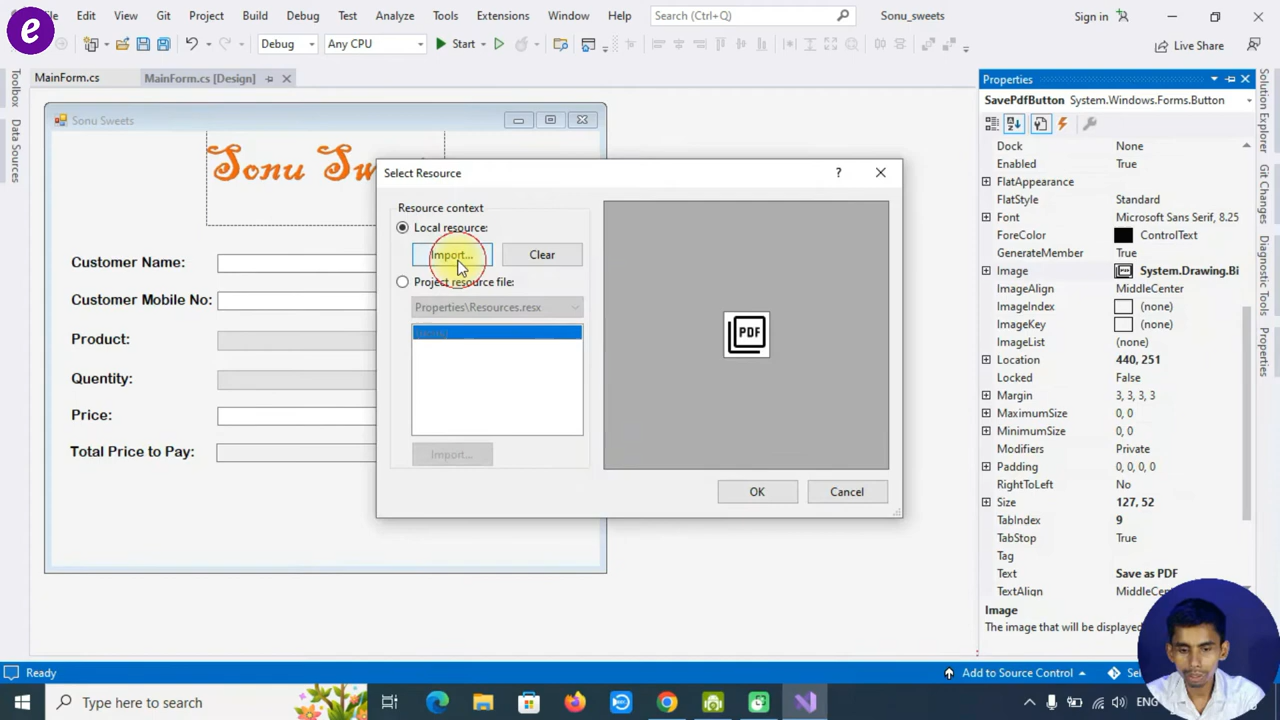 e
File Edit View Git Project Build Debug Test Analyze Tools Extensions Window Help Search (Ctrl+Q) Sonu_sweets Sign in
Debug Any CPU Start Live Share
MainForm.cs MainForm.cs [Design]
Toolbox
Data Sources
Sonu Sweets
Customer Name:
Customer Mobile No:
Product:
Quentity:
Price:
Total Price to Pay:
Select Resource ?
Resource context
Local resource:
Import... Clear
Project resource file:
Properties\Resources.resx
Import...
PDF
OK Cancel
Properties
SavePdfButton System.Windows.Forms.Button
Dock None
Enabled True
FlatAppearance
FlatStyle Standard
Font Microsoft Sans Serif, 8.25
ForeColor ControlText
GenerateMember True
Image System.Drawing.Bi
ImageAlign MiddleCenter
ImageIndex (none)
ImageKey (none)
ImageList (none)
Location 440, 251
Locked False
Margin 3, 3, 3, 3
MaximumSize 0, 0
MinimumSize 0, 0
Modifiers Private
Padding 0, 0, 0, 0
RightToLeft No
Size 127, 52
TabIndex 9
TabStop True
Tag
Text Save as PDF
TextAlign MiddleCen
Image
The image that will be displayed
Solution Explorer
Git Changes
Diagnostic Tools
Properties
Ready Add to Source Control
Type here to search ENG